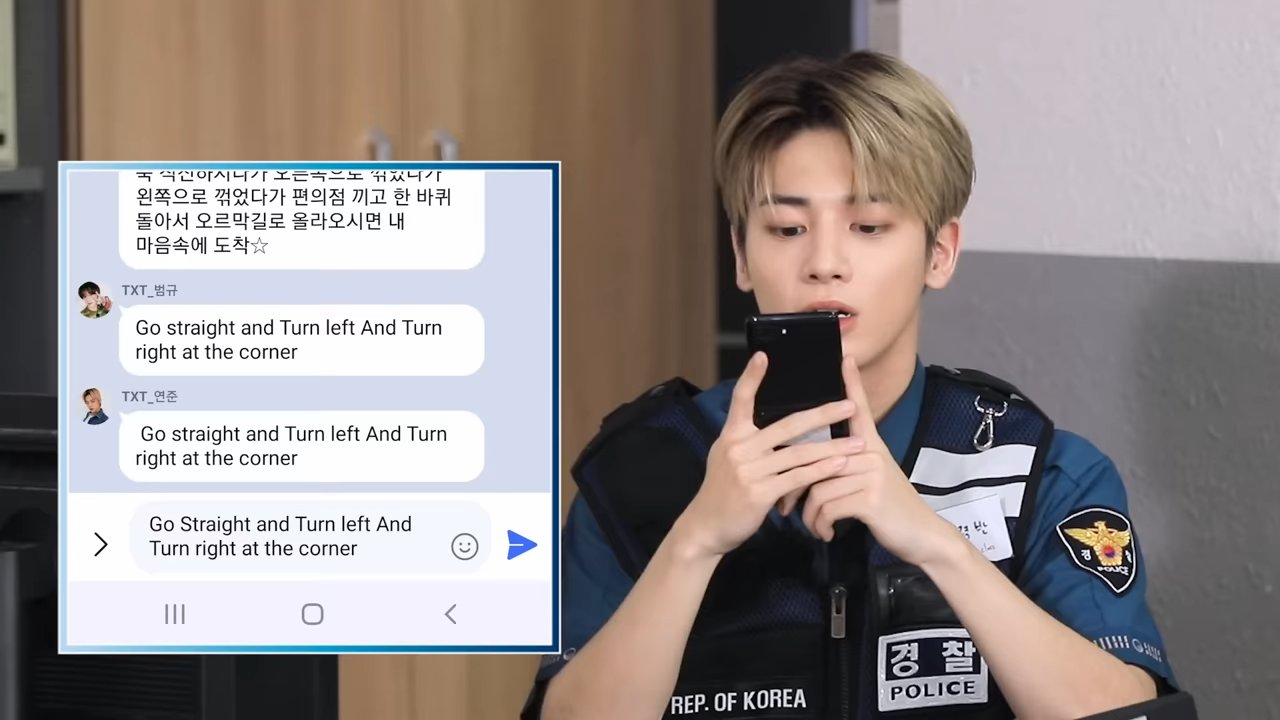 쭉 직진하시다가 오른쪽으로 꺾었다가
왼쪽으로 꺾었다가 편의점 끼고 한 바퀴
돌아서 오르막길로 올라오시면 내
마음속에 도착☆
TXT_범규
Go straight and Turn left And Turn
right at the corner
TXT_연준
Go straight and Turn left And Turn
right at the corner
Go Straight and Turn left And
Turn right at the corner
경찰
POLICE
REP. OF KOREA
경찰
POLICE